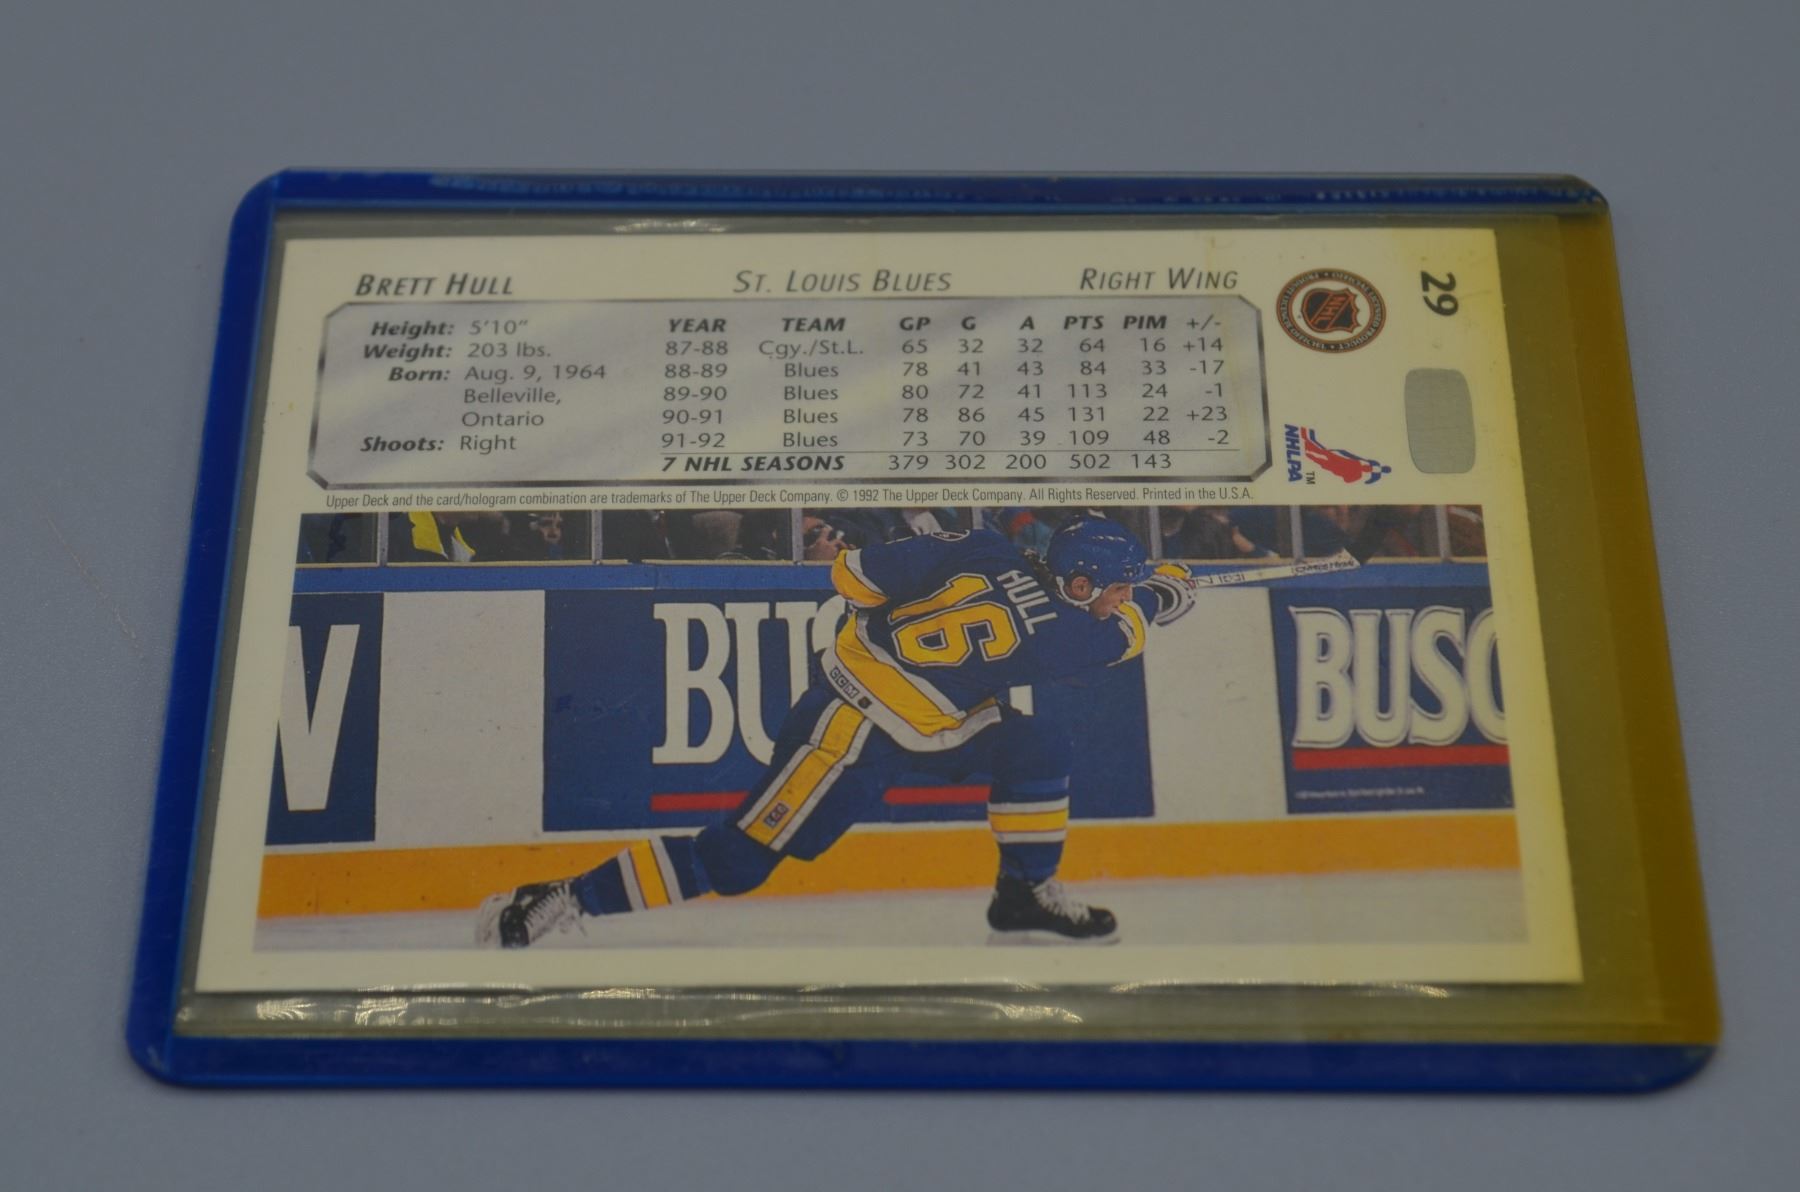 BRETT HULL ST. LOUIS BLUES RIGHT WING 29
Height: 5'10" YEAR TEAM GP G A PTS PIM +/-
Weight: 203 lbs. 87-88 Cgy./St.L. 65 32 32 64 16 +14
Born: Aug. 9, 1964 88-89 Blues 78 41 43 84 33 -17
Belleville, 89-90 Blues 80 72 41 113 24 -1
Ontario 90-91 Blues 78 86 45 131 22 +23
Shoots: Right 91-92 Blues 73 70 39 109 48 -2
7 NHL SEASONS 379 302 200 502 143
NHL
NHLPA TM
Upper Deck and the card/hologram combination are trademarks of The Upper Deck Company. © 1992 The Upper Deck Company. All Rights Reserved. Printed in the U.S.A.
HULL
16
CCM
BU
BUSC